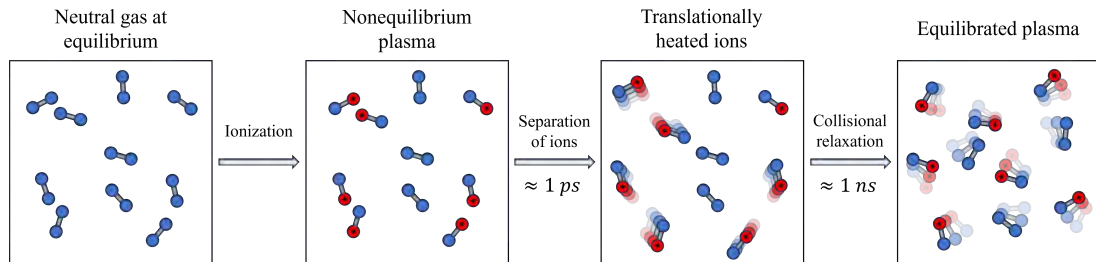 Neutral gas at
equilibrium
Nonequilibrium
plasma
Translationally
heated ions
Equilibrated plasma
Ionization
Separation
of ions
≈ 1 ps
Collisional
relaxation
≈ 1 ns